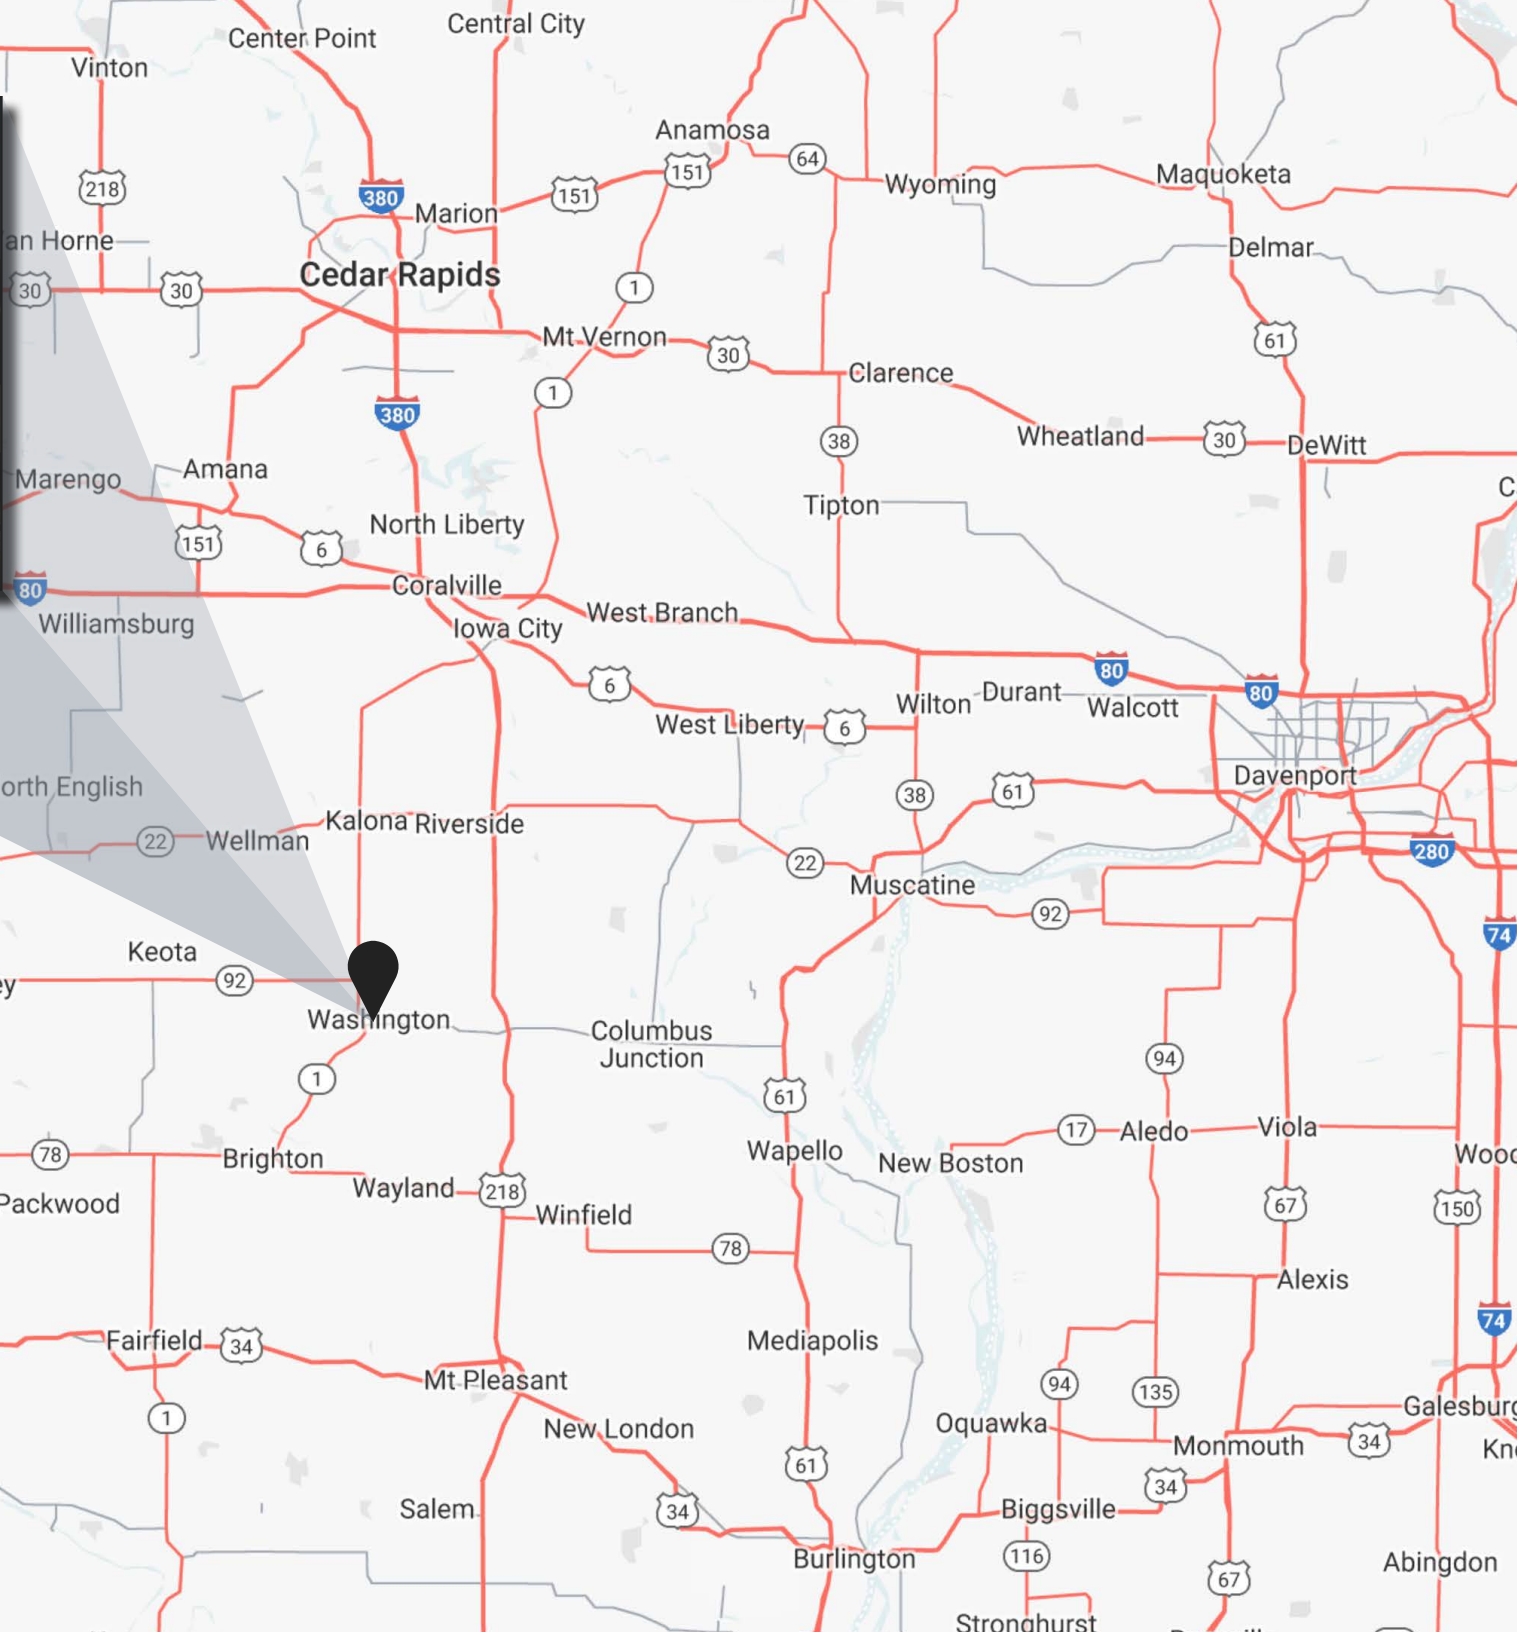 Central City
Center Point
Vinton
Anamosa
64
151
Maquoketa
Wyoming
218
380
151
Marion
an Horne
Delmar
Cedar Rapids
30
30
1
Mt Vernon
61
30
Clarence
1
380
Wheatland
30
DeWitt
38
Amana
Marengo
C
Tipton
North Liberty
151
6
80
Coralville
West Branch
Williamsburg
Iowa City
80
6
80
Durant
Wilton
Walcott
West Liberty
6
Davenport
orth English
61
38
Kalona
Riverside
22
Wellman
280
22
Muscatine
92
74
Keota
92
ey
Washington
Columbus
Junction
94
1
61
17
Aledo
Viola
Wapello
78
Brighton
New Boston
Wood
Wayland
218
Packwood
67
150
Winfield
78
Alexis
74
Fairfield
34
Mediapolis
Mt Pleasant
94
135
Galesburg
1
Oquawka
New London
34
Monmouth
Kn
61
34
Salem
34
Biggsville
116
Burlington
Abingdon
67
Stronghurst